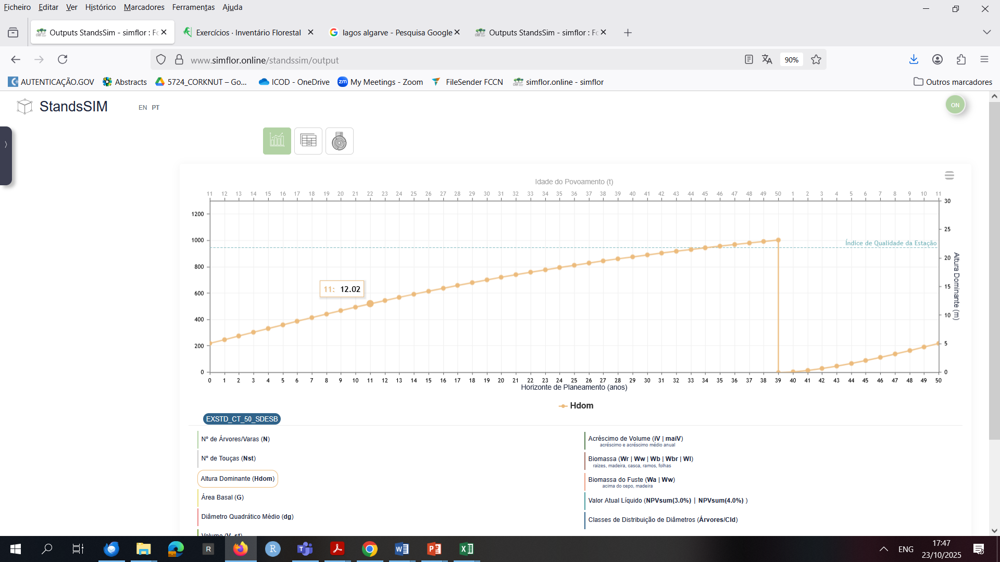 Ficheiro Editar Ver Histórico Marcadores Ferramentas Ajuda
Outputs StandsSim - simflor : Fo
Exercícios · Inventário Florestal
lagos algarve - Pesquisa Google
Outputs StandsSim - simflor : Fo
www.simflor.online/standssim/output
90%
AUTENTICAÇÃO.GOV
Abstracts
5724_CORKNUT – Go...
ICOD - OneDrive
zm
My Meetings - Zoom
FileSender FCCN
simflor.online - simflor
Outros marcadores
StandsSIM
EN PT
ON
Idade do Povoamento (t)
11 12 13 14 15 16 17 18 19 20 21 22 23 24 25 26 27 28 29 30 31 32 33 34 35 36 37 38 39 40 41 42 43 44 45 46 47 48 49 50 1 2 3 4 5 6 7 8 9 10 11
30
1200
25
1000
Índice de Qualidade da Estação
20
800
11: 12.02
15
600
Altura Dominante (m)
10
400
200
5
0
0
0 1 2 3 4 5 6 7 8 9 10 11 12 13 14 15 16 17 18 19 20 21 22 23 24 25 26 27 28 29 30 31 32 33 34 35 36 37 38 39 40 41 42 43 44 45 46 47 48 49 50
Horizonte de Planeamento (anos)
Hdom
EXSTD_CT_50_SDESB
Nº de Árvores/Varas (N)
Nº de Touças (Nst)
Altura Dominante (Hdom)
Área Basal (G)
Diâmetro Quadrático Médio (dg)
Volume (V, st)
Acréscimo de Volume (iV | maiV)
acréscimo e acréscimo médio anual
Biomassa (Wr | Ww | Wb | Wbr | Wl)
raizes, madeira, casca, ramos, folhas
Biomassa do Fuste (Wa | Ww)
acima do cepo, madeira
Valor Atual Líquido (NPVsum(3.0%) | NPVsum(4.0%) )
Classes de Distribuição de Diâmetros (Árvores/Cld)
R
R
ENG
17:47
23/10/2025